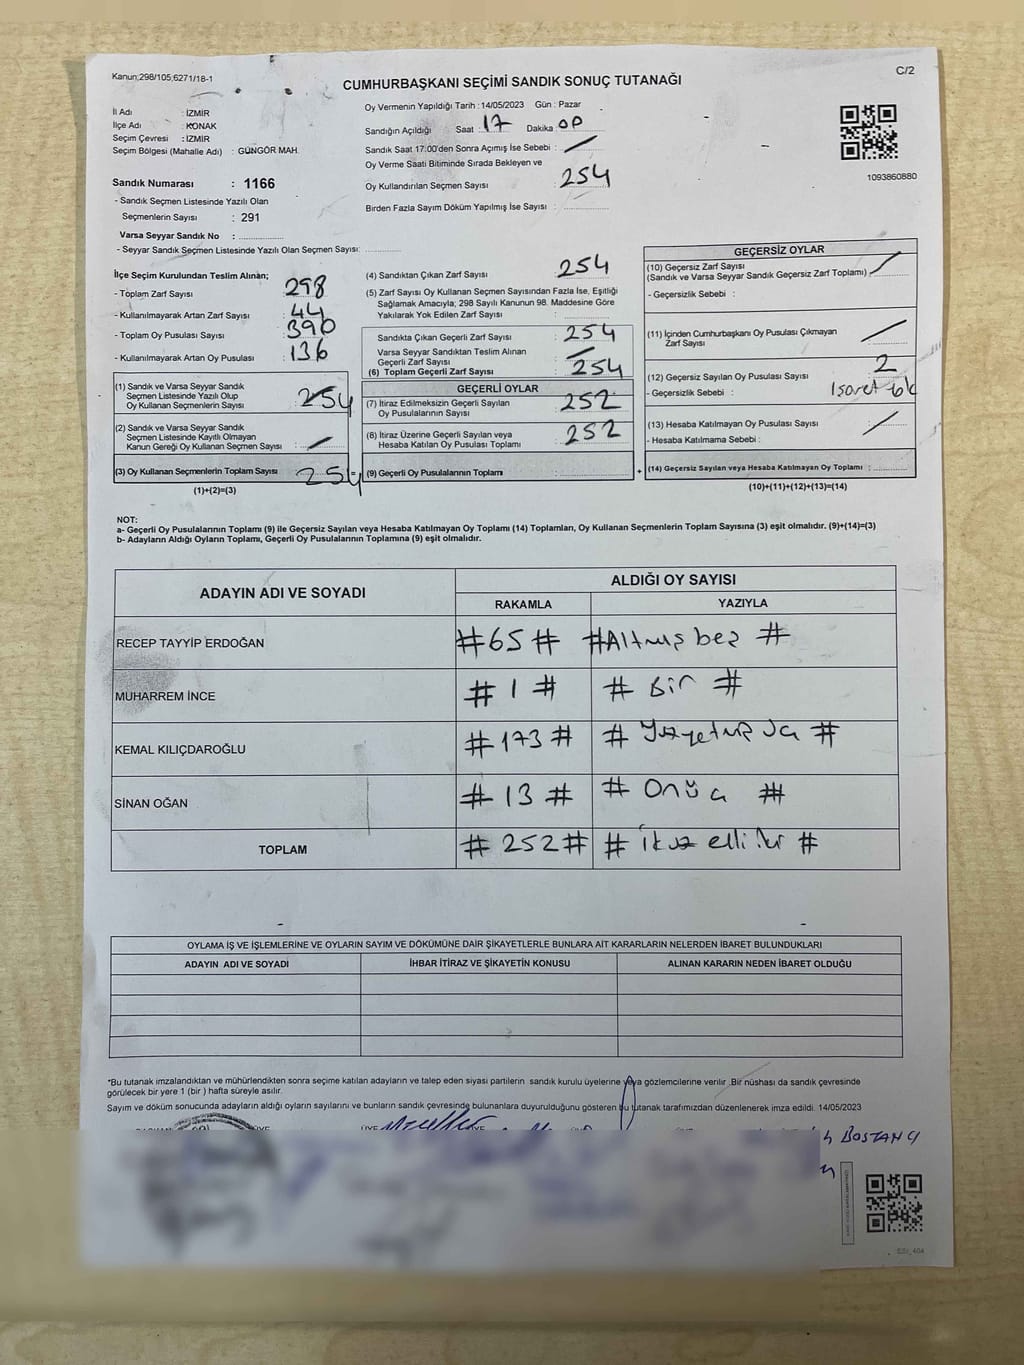 Kanun;298/105;6271/18-1
C/2
CUMHURBAŞKANI SEÇİMİ SANDIK SONUÇ TUTANAĞI
İl Adı : İZMİR
İlçe Adı : KONAK
Seçim Çevresi : İZMİR
Seçim Bölgesi (Mahalle Adı) : GÜNGÖR MAH.
Oy Vermenin Yapıldığı Tarih : 14/05/2023 Gün : Pazar
Sandığın Açıldığı Saat : 17 Dakika :
Sandık Saat 17:00'den Sonra Açımış İse Sebebi :
Oy Verme Saati Bitiminde Sırada Bekleyen ve
Oy Kullandırılan Seçmen Sayısı : 254
Birden Fazla Sayım Döküm Yapılmış İse Sayısı :
1093860880
Sandık Numarası : 1166
- Sandık Seçmen Listesinde Yazılı Olan
Seçmenlerin Sayısı : 291
Varsa Seyyar Sandık No :
- Seyyar Sandık Seçmen Listesinde Yazılı Olan Seçmen Sayısı:
İlçe Seçim Kurulundan Teslim Alınan;
- Toplam Zarf Sayısı : 298
- Kullanılmayarak Artan Zarf Sayısı : 44
- Toplam Oy Pusulası Sayısı : 390
- Kullanılmayarak Artan Oy Pusulası : 136
(1) Sandık ve Varsa Seyyar Sandık
Seçmen Listesinde Yazılı Olup
Oy Kullanan Seçmenlerin Sayısı : 254
(2) Sandık ve Varsa Seyyar Sandık
Seçmen Listesinde Kayıtlı Olmayan
Kanun Gereği Oy Kullanan Seçmen Sayısı :
(3) Oy Kullanan Seçmenlerin Toplam Sayısı : 254
(1)+(2)=(3)
(4) Sandıktan Çıkan Zarf Sayısı : 254
(5) Zarf Sayısı Oy Kullanan Seçmen Sayısından Fazla İse, Eşitliği
Sağlamak Amacıyla; 298 Sayılı Kanunun 98. Maddesine Göre
Yakılarak Yok Edilen Zarf Sayısı :
Sandıkta Çıkan Geçerli Zarf Sayısı : 254
Varsa Seyyar Sandıktan Teslim Alınan
Geçerli Zarf Sayısı :
(6) Toplam Geçerli Zarf Sayısı : 254
GEÇERLİ OYLAR
(7) İtiraz Edilmeksizin Geçerli Sayılan
Oy Pusulalarının Sayısı : 252
(8) İtiraz Üzerine Geçerli Sayılan veya
Hesaba Katılan Oy Pusulası Toplamı : 252
= (9) Geçerli Oy Pusulalarının Toplamı :
GEÇERSİZ OYLAR
(10) Geçersiz Zarf Sayısı
(Sandık ve Varsa Seyyar Sandık Geçersiz Zarf Toplamı) :
- Geçersizlik Sebebi :
(11) İçinden Cumhurbaşkanı Oy Pusulası Çıkmayan
Zarf Sayısı :
(12) Geçersiz Sayılan Oy Pusulası Sayısı : 2
- Geçersizlik Sebebi :
(13) Hesaba Katılmayan Oy Pusulası Sayısı :
- Hesaba Katılmama Sebebi :
+ (14) Geçersiz Sayılan veya Hesaba Katılmayan Oy Toplamı :
(10)+(11)+(12)+(13)=(14)
NOT:
a- Geçerli Oy Pusulalarının Toplamı (9) ile Geçersiz Sayılan veya Hesaba Katılmayan Oy Toplamı (14) Toplamları, Oy Kullanan Seçmenlerin Toplam Sayısına (3) eşit olmalıdır. (9)+(14)=(3)
b- Adayların Aldığı Oyların Toplamı, Geçerli Oy Pusulalarının Toplamına (9) eşit olmalıdır.
ADAYIN ADI VE SOYADI
ALDIĞI OY SAYISI
RAKAMLA YAZIYLA
RECEP TAYYİP ERDOĞAN #65# #Altmış beş #
MUHARREM İNCE # 1 # # Bir #
KEMAL KILIÇDAROĞLU #173# #
SİNAN OĞAN # 13 # # Onüç #
TOPLAM # 252# #
OYLAMA İŞ VE İŞLEMLERİNE VE OYLARIN SAYIM VE DÖKÜMÜNE DAİR ŞİKAYETLERLE BUNLARA AİT KARARLARIN NELERDEN İBARET BULUNDUKLARI
ADAYIN ADI VE SOYADI İHBAR İTİRAZ VE ŞİKAYETİN KONUSU ALINAN KARARIN NEDEN İBARET OLDUĞU
*Bu tutanak imzalandıktan ve mühürlendikten sonra seçime katılan adayların ve talep eden siyasi partilerin sandık kurulu üyelerine veya gözlemcilerine verilir .Bir nüshası da sandık çevresinde
görülecek bir yere 1 (bir ) hafta süreyle asılır.
Sayım ve döküm sonucunda adayların aldığı oyların sayılarını ve bunların sandık çevresinde bulunanlara duyurulduğunu gösteren bu tutanak tarafımızdan düzenlenerek imza edildi. 14/05/2023
BOSTANCI